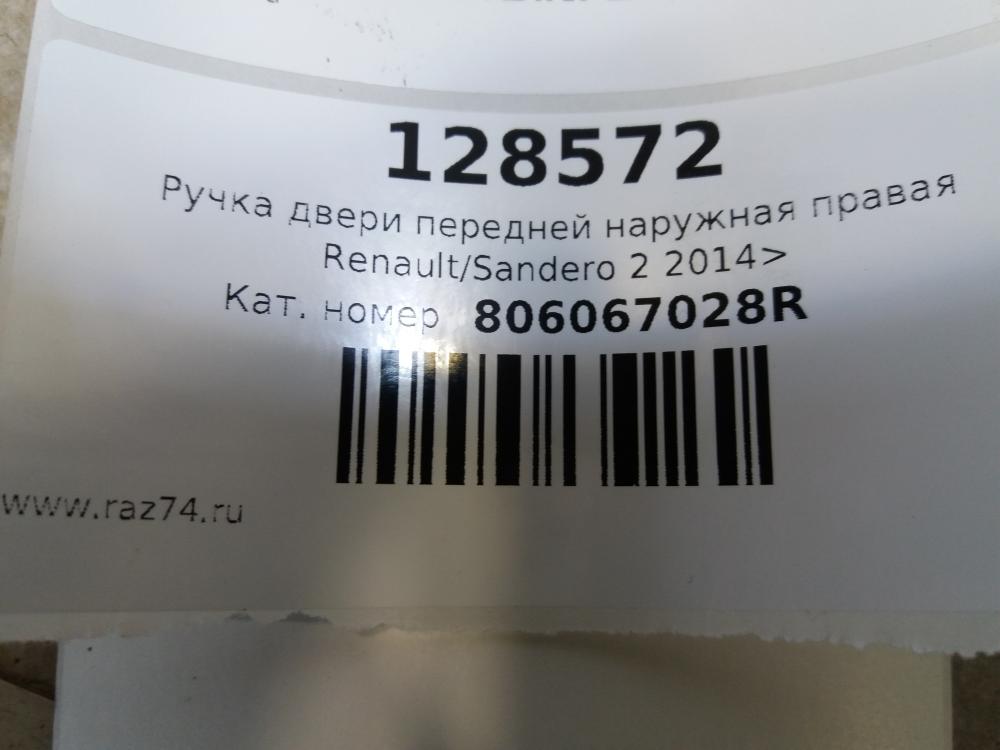 128572
Ручка двери передней наружная правая
Renault/Sandero 2 2014>
Кат. номер 806067028R
www.raz74.ru